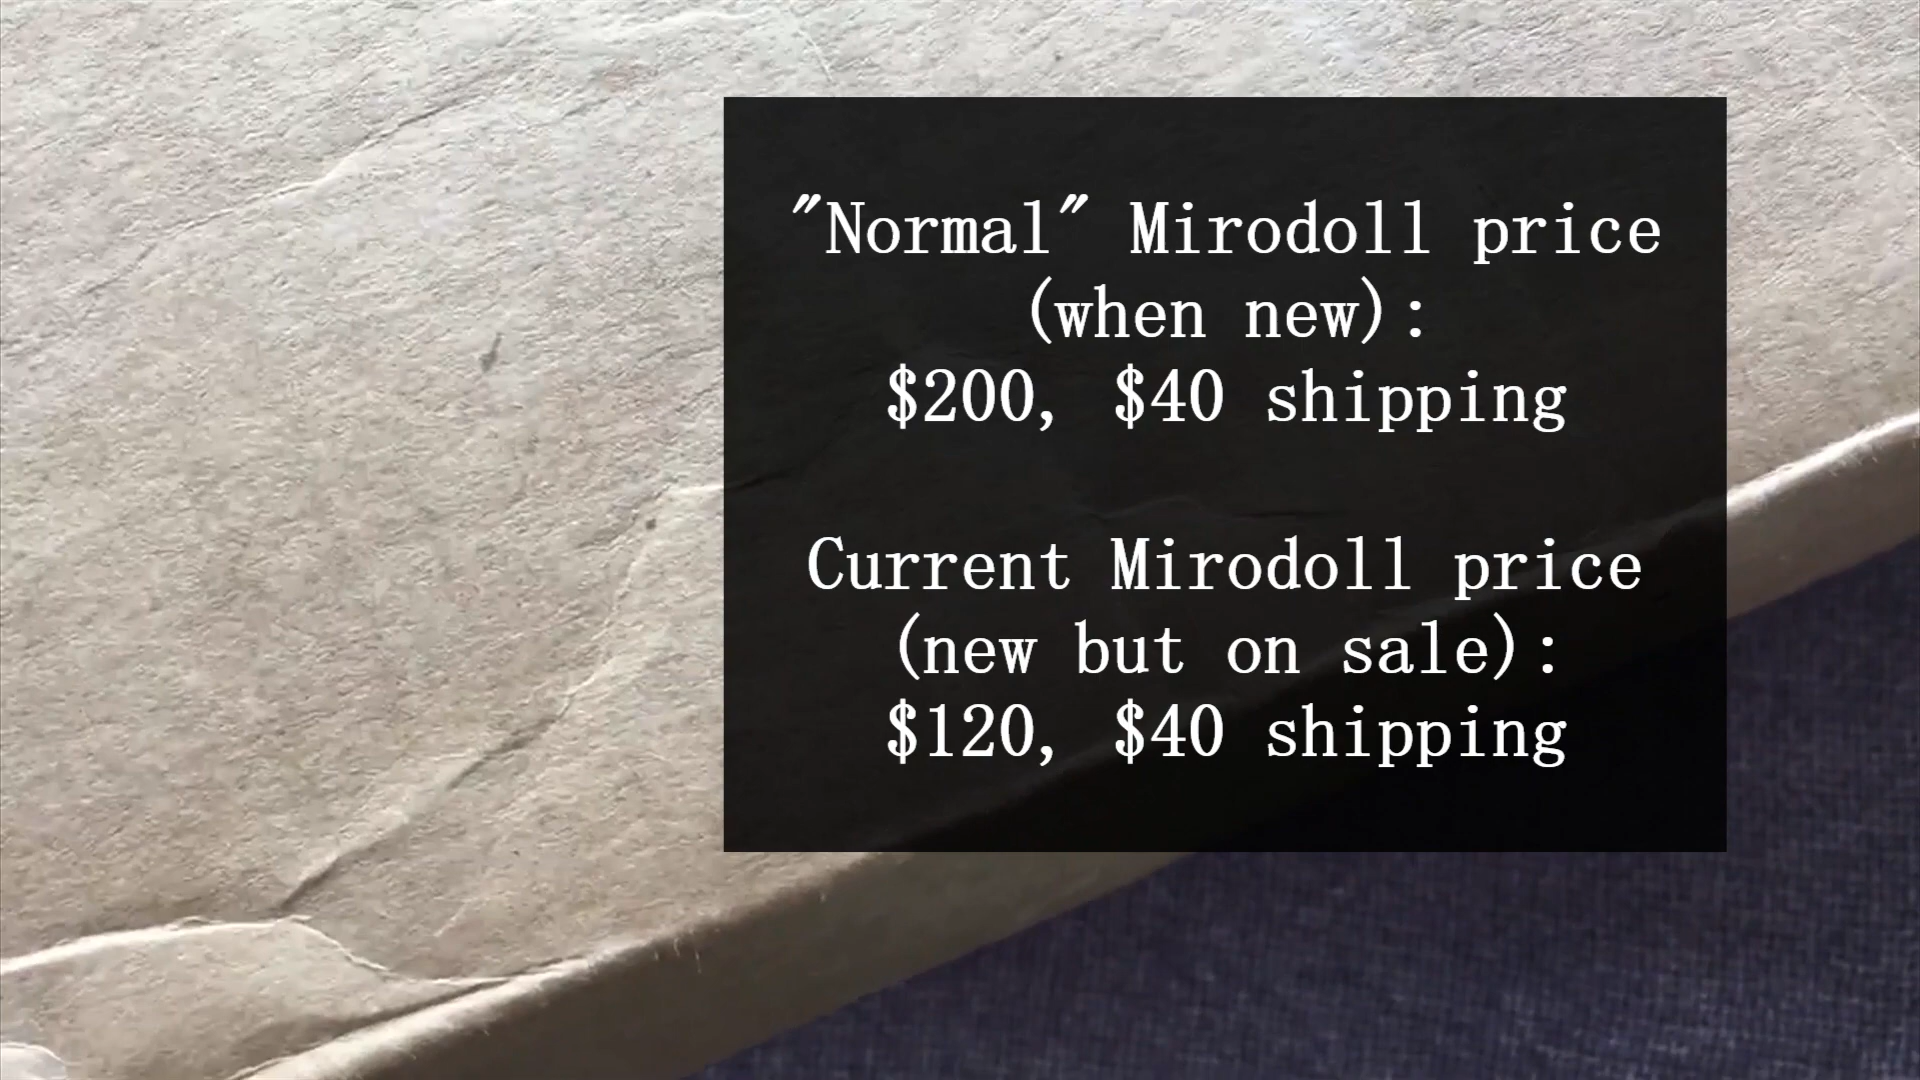 "Normal" Mirodoll price
(when new):
$200, $40 shipping
Current Mirodoll price
(new but on sale):
$120, $40 shipping